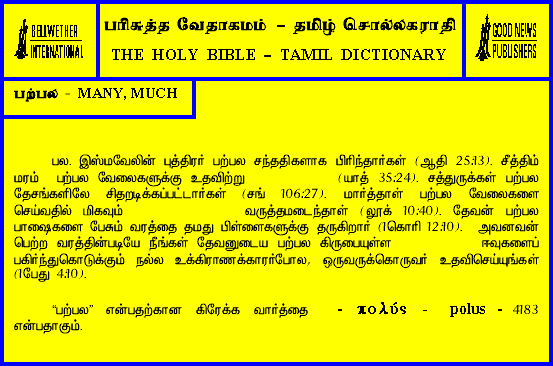 BELLWETHER
INTERNATIONAL
பரிசுத்த வேதாகமம் – தமிழ் சொல்லகராதி
THE HOLY BIBLE – TAMIL DICTIONARY
GOOD NEWS
PUBLISHERS
பற்பல - MANY, MUCH
பல. இஸ்மவேலின் புத்திரர் பற்பல சந்ததிகளாக பிரிந்தார்கள் (ஆதி 25:13). சீத்திம்
மரம் பற்பல வேலைகளுக்கு உதவிற்று (யாத் 35:24). சத்துருக்கள் பற்பல
தேசங்களிலே சிதறடிக்கப்பட்டார்கள் (சங் 106:27). மார்த்தாள் பற்பல வேலைகளை
செய்வதில் மிகவும் வருத்தமடைந்தாள் (லூக் 10:40). தேவன் பற்பல
பாஷைகளை பேசும் வரத்தை தமது பிள்ளைகளுக்கு தருகிறார் (1கொரி 12:10). அவனவன்
பெற்ற வரத்தின்படியே நீங்கள் தேவனுடைய பற்பல கிருபையுள்ள ஈவுகளைப்
பகிர்ந்துகொடுக்கும் நல்ல உக்கிராணக்காரர்போல, ஒருவருக்கொருவர் உதவிசெய்யுங்கள்
(1பேது 4:10).
“பற்பல” என்பதற்கான கிரேக்க வார்த்தை - πολύς - polus - 4183
என்பதாகும்.